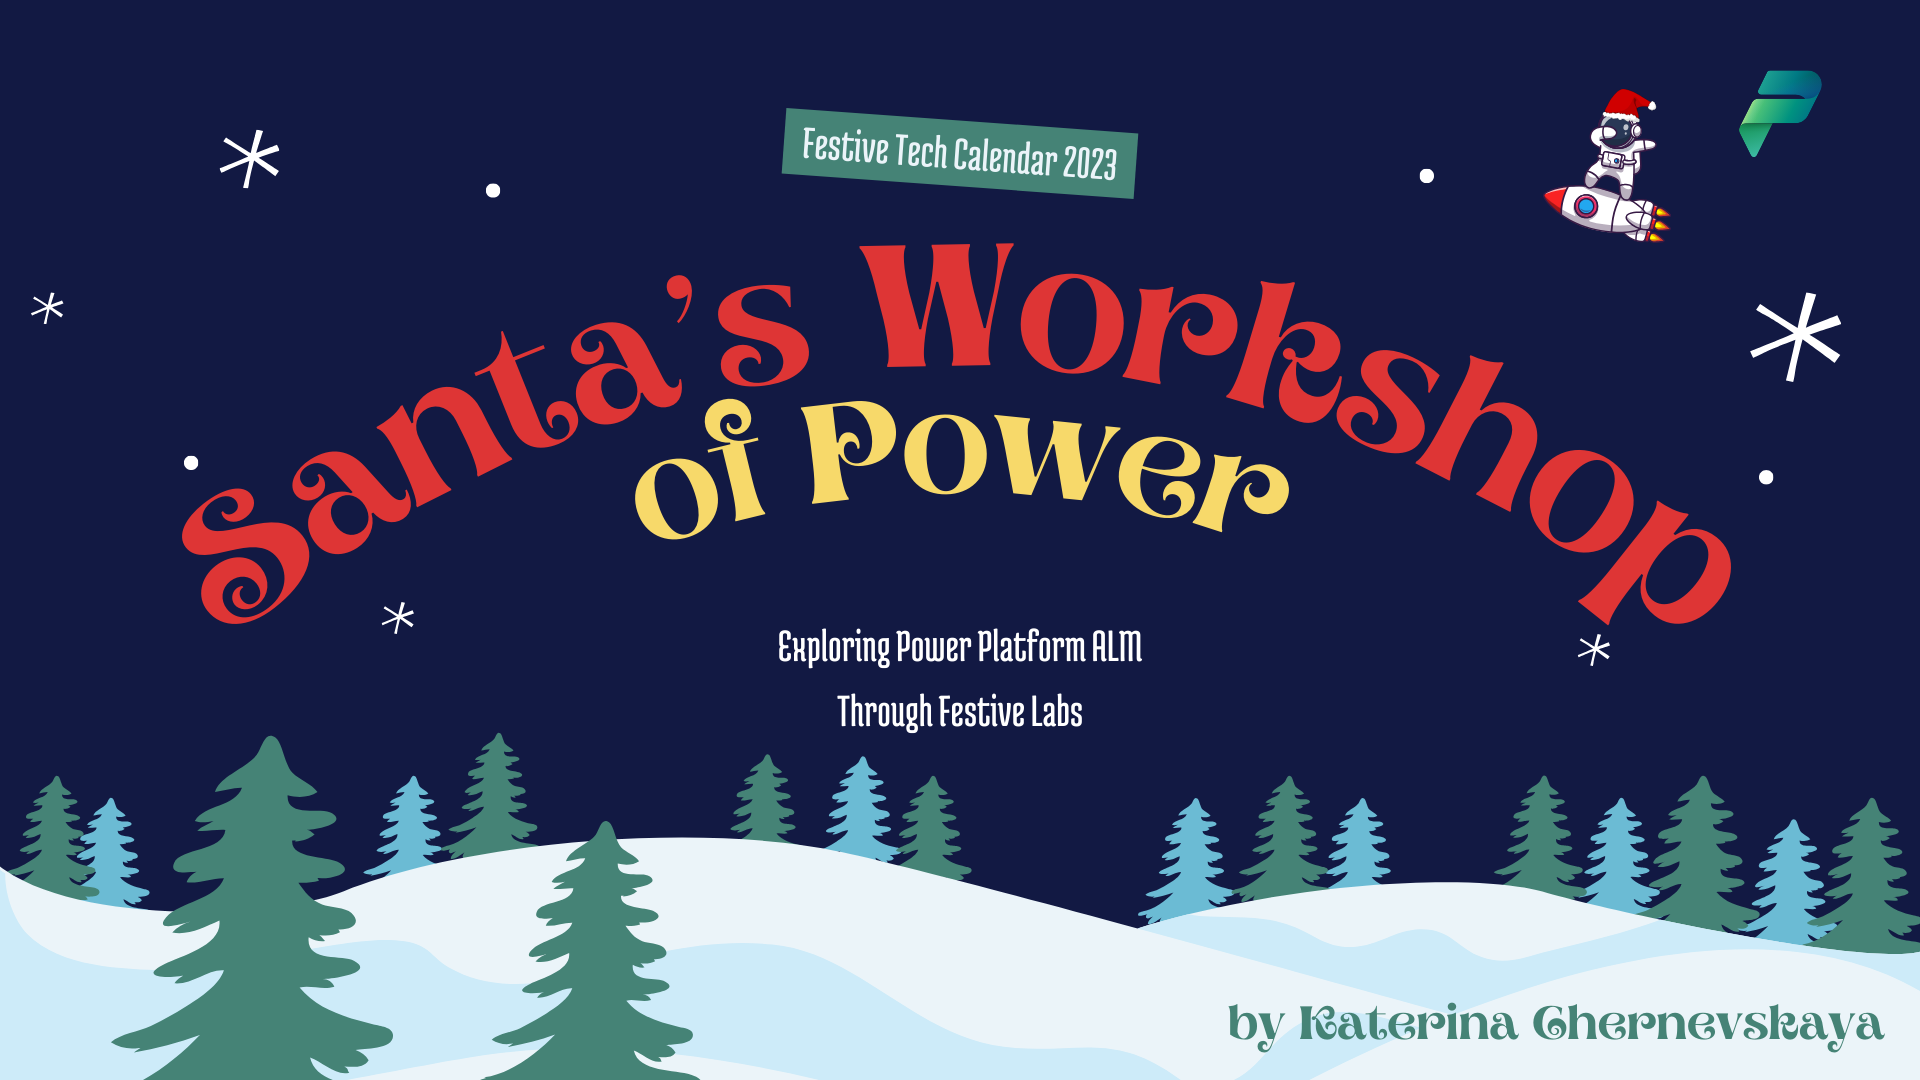 Festive Tech Calendar 2023
Santa's Workshop
of Power
Exploring Power Platform ALM
Through Festive Labs
by Katerina Chernevskaya